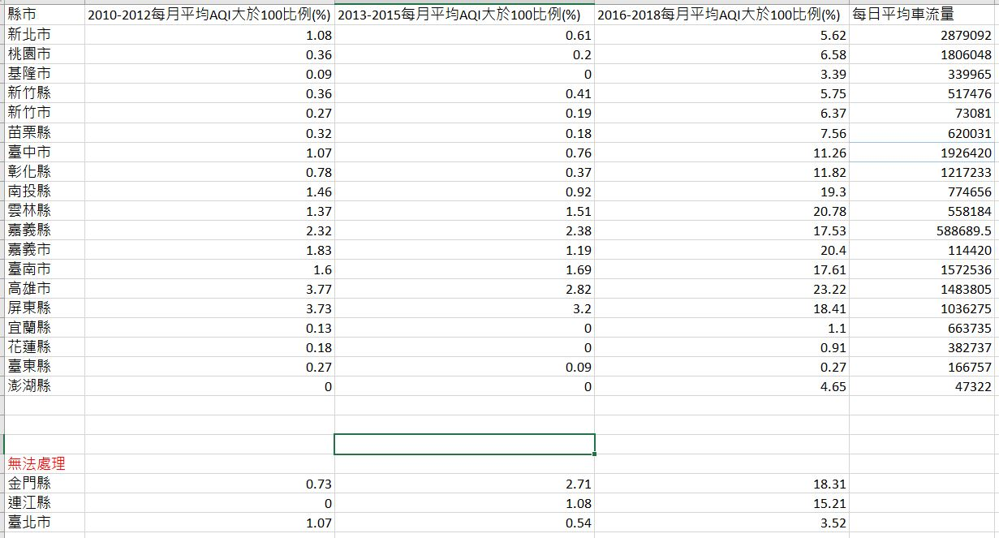 縣市 2010-2012每月平均AQI大於100比例(%) 2013-2015每月平均AQI大於100比例(%) 2016-2018每月平均AQI大於100比例(%) 每日平均車流量
新北市 1.08 0.61 5.62 2879092
桃園市 0.36 0.2 6.58 1806048
基隆市 0.09 0 3.39 339965
新竹縣 0.36 0.41 5.75 517476
新竹市 0.27 0.19 6.37 73081
苗栗縣 0.32 0.18 7.56 620031
臺中市 1.07 0.76 11.26 1926420
彰化縣 0.78 0.37 11.82 1217233
南投縣 1.46 0.92 19.3 774656
雲林縣 1.37 1.51 20.78 558184
嘉義縣 2.32 2.38 17.53 588689.5
嘉義市 1.83 1.19 20.4 114420
臺南市 1.6 1.69 17.61 1572536
高雄市 3.77 2.82 23.22 1483805
屏東縣 3.73 3.2 18.41 1036275
宜蘭縣 0.13 0 1.1 663735
花蓮縣 0.18 0 0.91 382737
臺東縣 0.27 0.09 0.27 166757
澎湖縣 0 0 4.65 47322
無法處理
金門縣 0.73 2.71 18.31
連江縣 0 1.08 15.21
臺北市 1.07 0.54 3.52